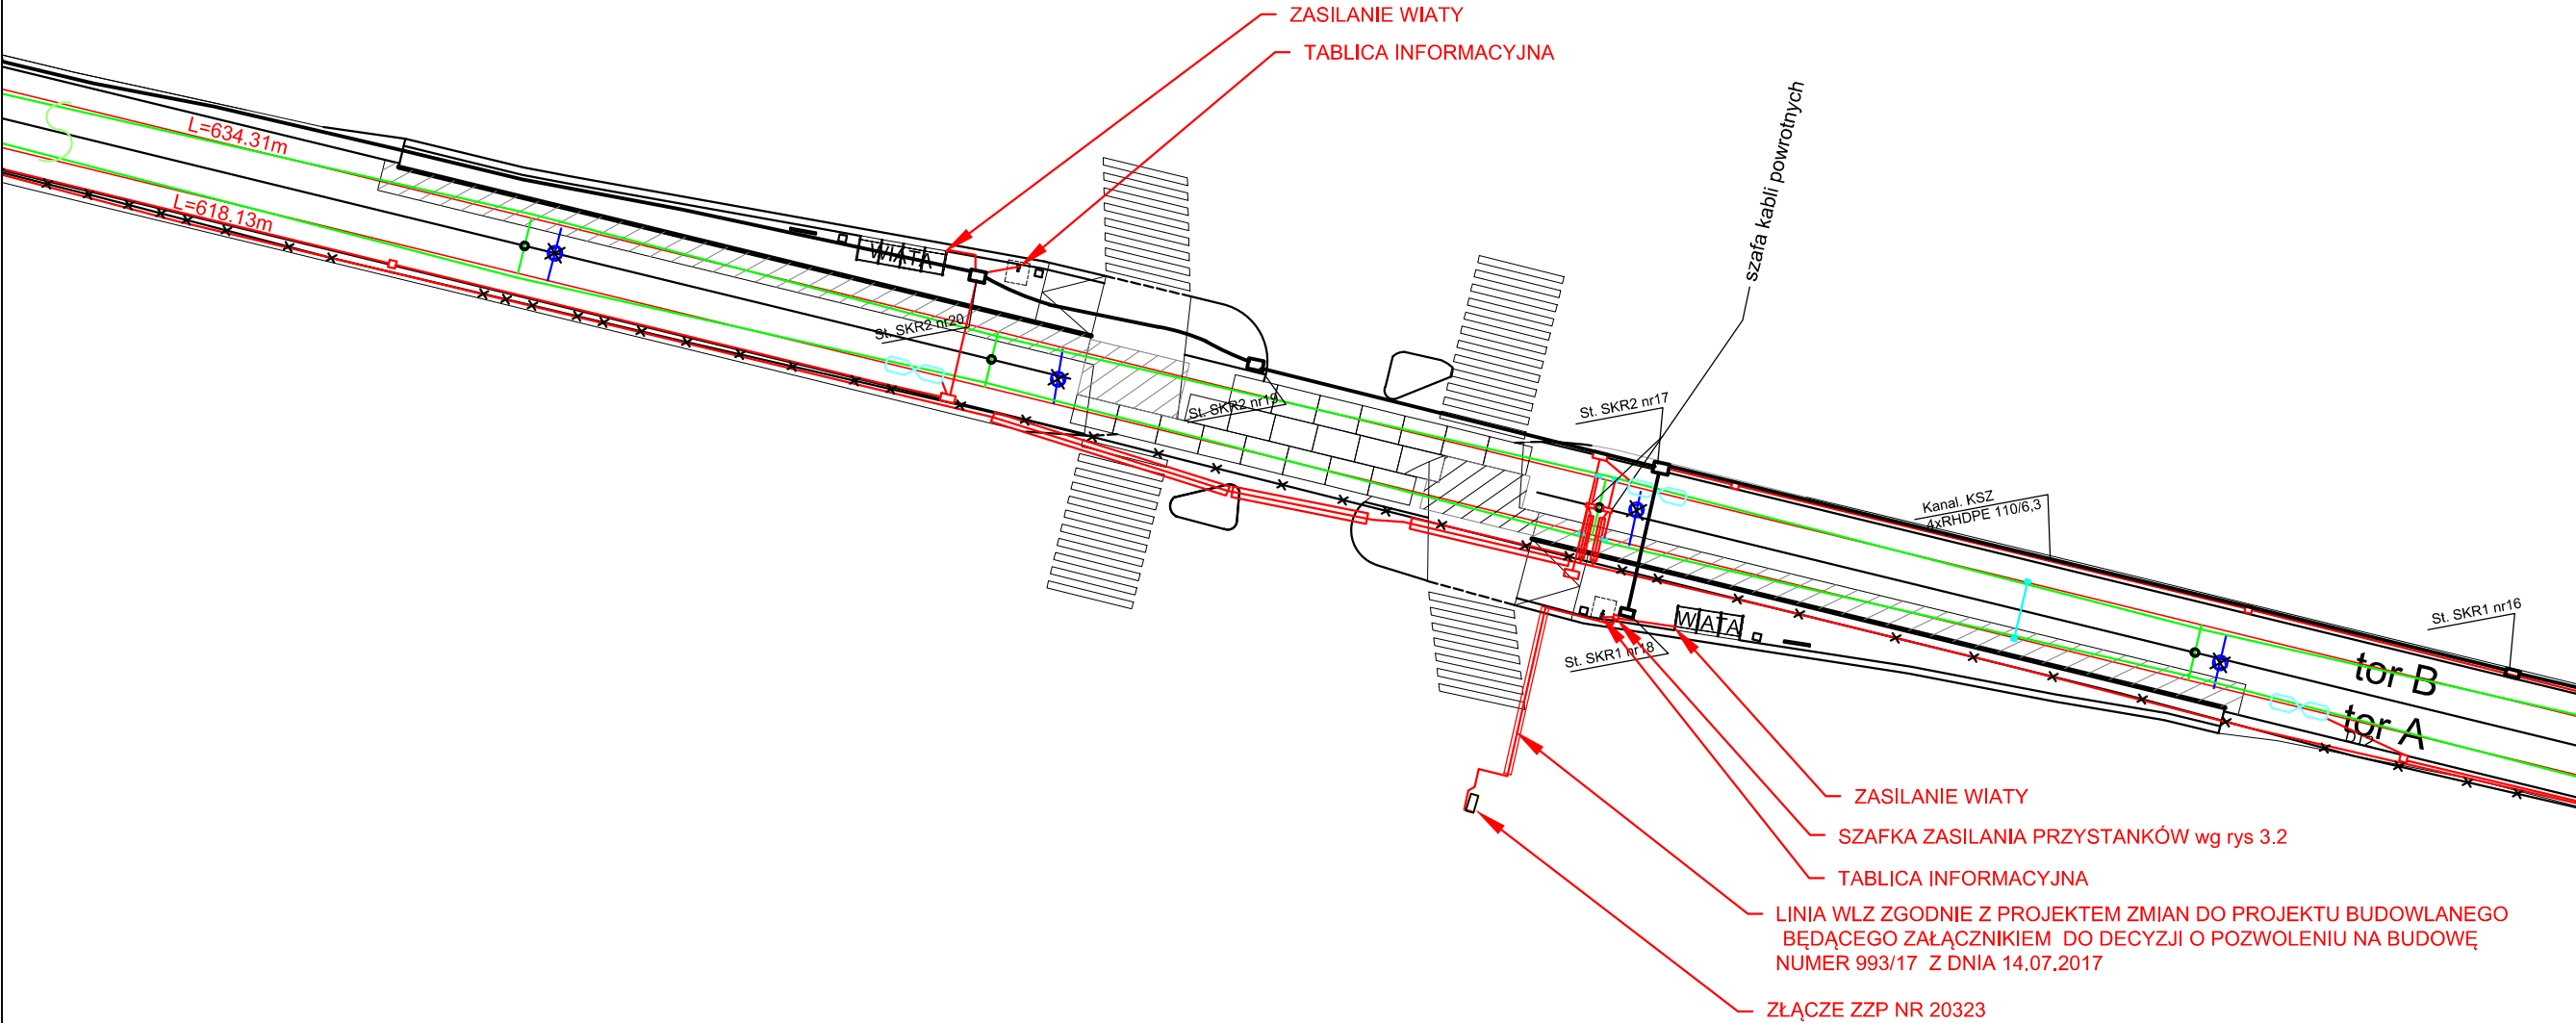 ZASILANIE WIATY
TABLICA INFORMACYJNA
szafa kabli powrotnych
L=634.31m
L=618.13m
WIATA
St. SKR2 nr20
St. SKR2 nr19
St. SKR2 nr17
Kanal. KSZ
4xRHDPE 110/6,3
St. SKR1 nr16
WIATA
St. SKR1 nr18
tor B
tor A
ZASILANIE WIATY
SZAFKA ZASILANIA PRZYSTANKÓW wg rys 3.2
TABLICA INFORMACYJNA
LINIA WLZ ZGODNIE Z PROJEKTEM ZMIAN DO PROJEKTU BUDOWLANEGO
BĘDĄCEGO ZAŁĄCZNIKIEM DO DECYZJI O POZWOLENIU NA BUDOWĘ
NUMER 993/17 Z DNIA 14.07.2017
ZŁĄCZE ZZP NR 20323